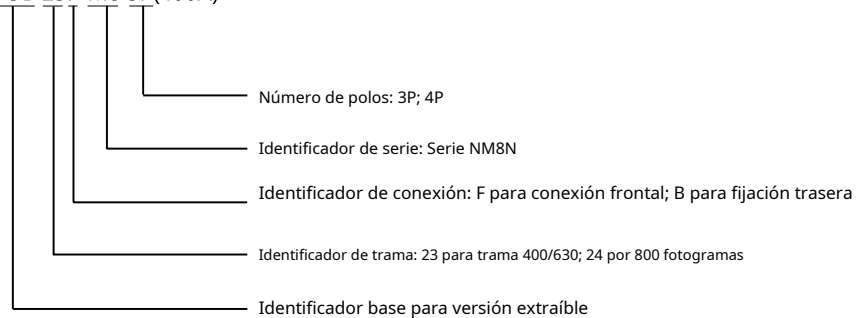 Número de polos: 3P; 4P
Identificador de serie: Serie NM8N
Identificador de conexión: F para conexión frontal; B para fijación trasera
Identificador de trama: 23 para trama 400/630; 24 por 800 fotogramas
Identificador base para versión extraíble